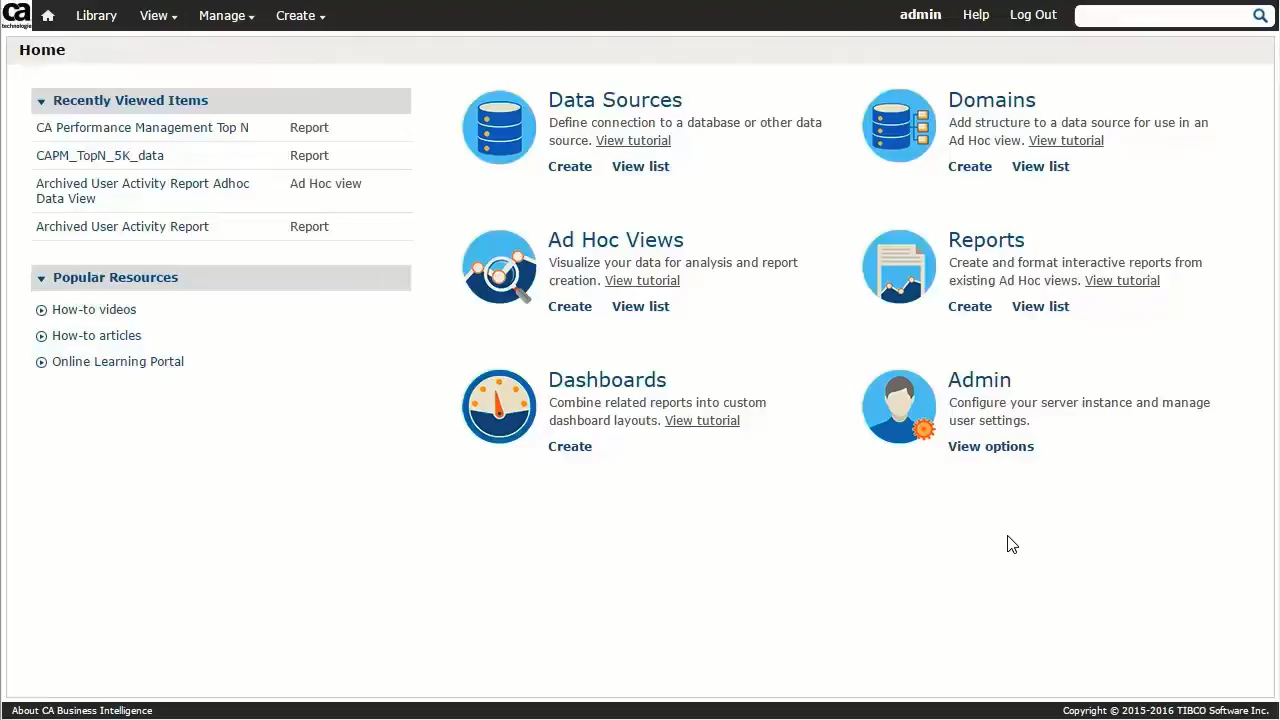 ca
technologies
Library
View
Manage
Create
admin
Help
Log Out
Home
Recently Viewed Items
CA Performance Management Top N Report
CAPM_TopN_5K_data Report
Archived User Activity Report Adhoc Ad Hoc view
Data View
Archived User Activity Report Report
Popular Resources
How-to videos
How-to articles
Online Learning Portal
Data Sources
Define connection to a database or other data
source. View tutorial
Create View list
Domains
Add structure to a data source for use in an
Ad Hoc view. View tutorial
Create View list
Ad Hoc Views
Visualize your data for analysis and report
creation. View tutorial
Create View list
Reports
Create and format interactive reports from
existing Ad Hoc views. View tutorial
Create View list
Dashboards
Combine related reports into custom
dashboard layouts. View tutorial
Create
Admin
Configure your server instance and manage
user settings.
View options
About CA Business Intelligence
Copyright © 2015-2016 TIBCO Software Inc.